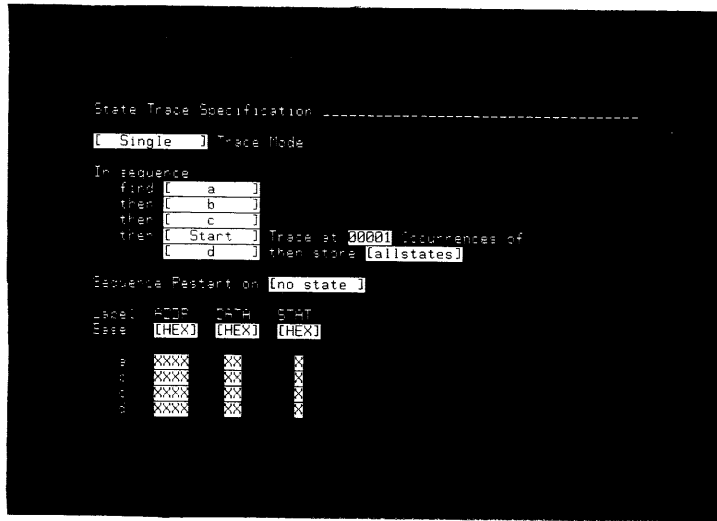 State Trace Specification
[ Single ] Trace Mode
In sequence
find [ a ]
then [ b ]
then [ c ]
then [ Start ] Trace at 00001 Occurrences of
[ d ] then store [allstates]
Sequence Restart on [no state ]
Label ADDR DATA STAT
Base [HEX] [HEX] [HEX]
a XXXX XX X
b XXXX XX X
c XXXX XX X
d XXXX XX X